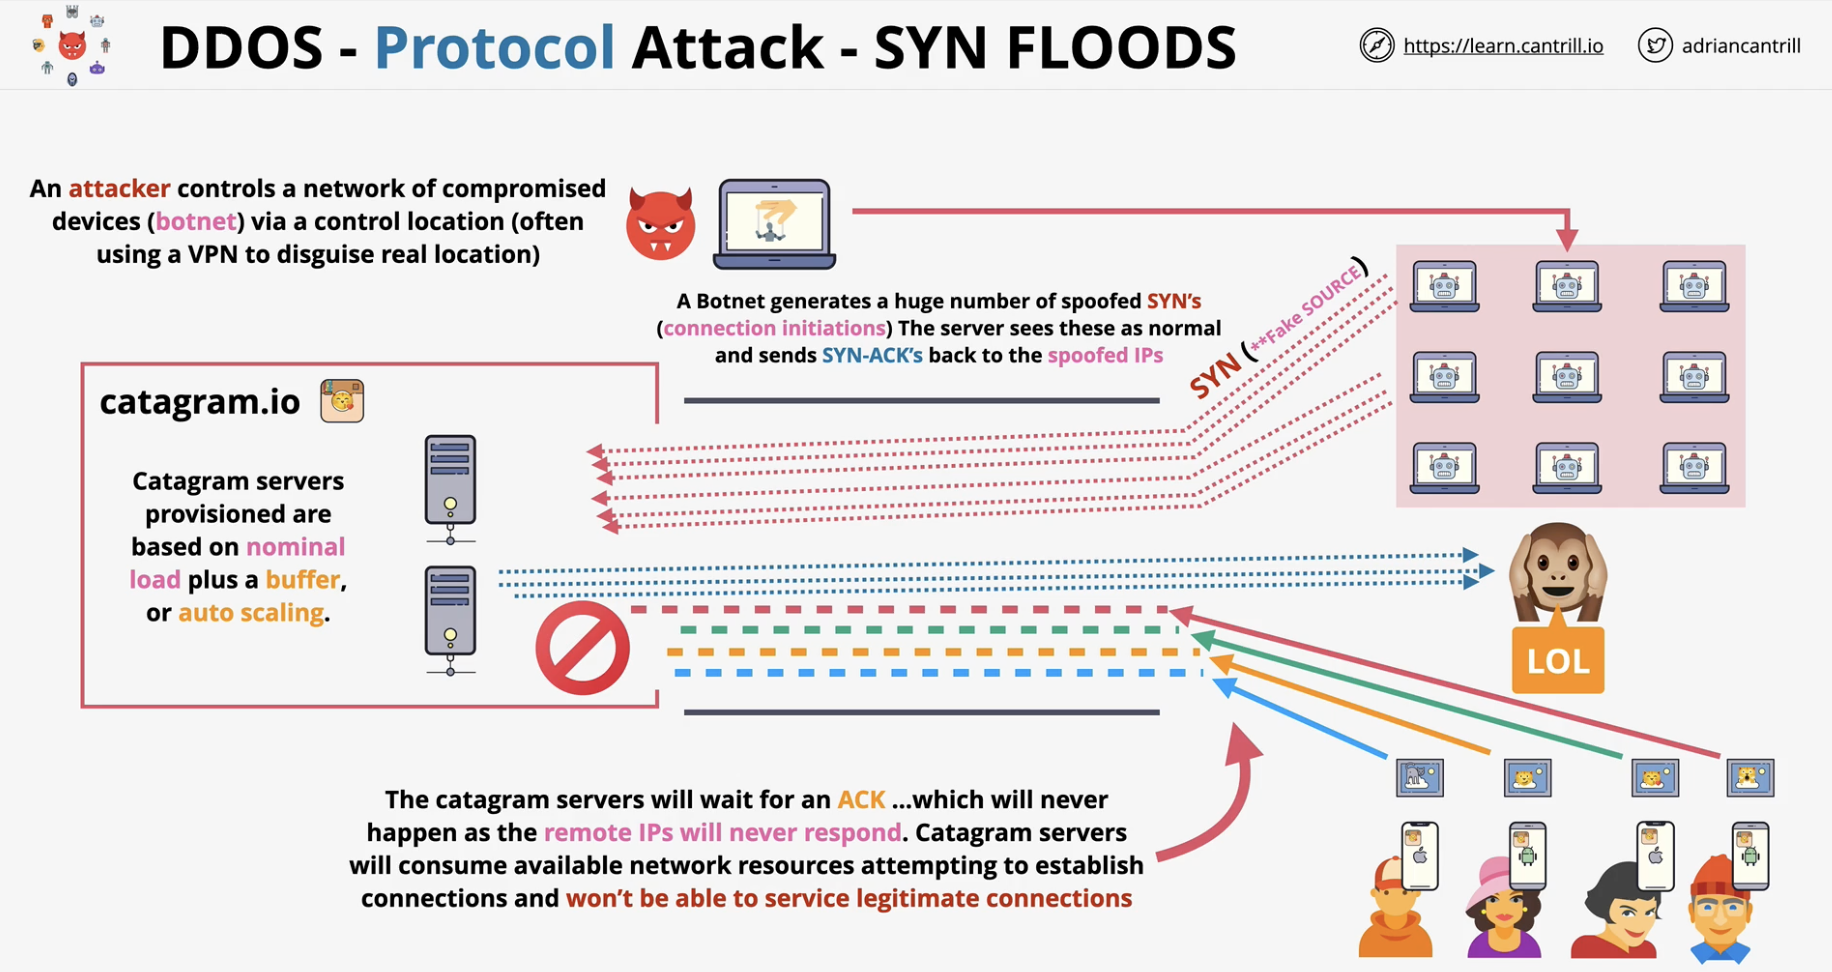 DDOS - Protocol Attack - SYN FLOODS
https://learn.cantrill.io
adriancantrill
An attacker controls a network of compromised
devices (botnet) via a control location (often
using a VPN to disguise real location)
A Botnet generates a huge number of spoofed SYN's
(connection initiations) The server sees these as normal
and sends SYN-ACK's back to the spoofed IPs
SYN (**Fake SOURCE)
catagram.io
Catagram servers
provisioned are
based on nominal
load plus a buffer,
or auto scaling.
LOL
The catagram servers will wait for an ACK ...which will never
happen as the remote IPs will never respond. Catagram servers
will consume available network resources attempting to establish
connections and won't be able to service legitimate connections